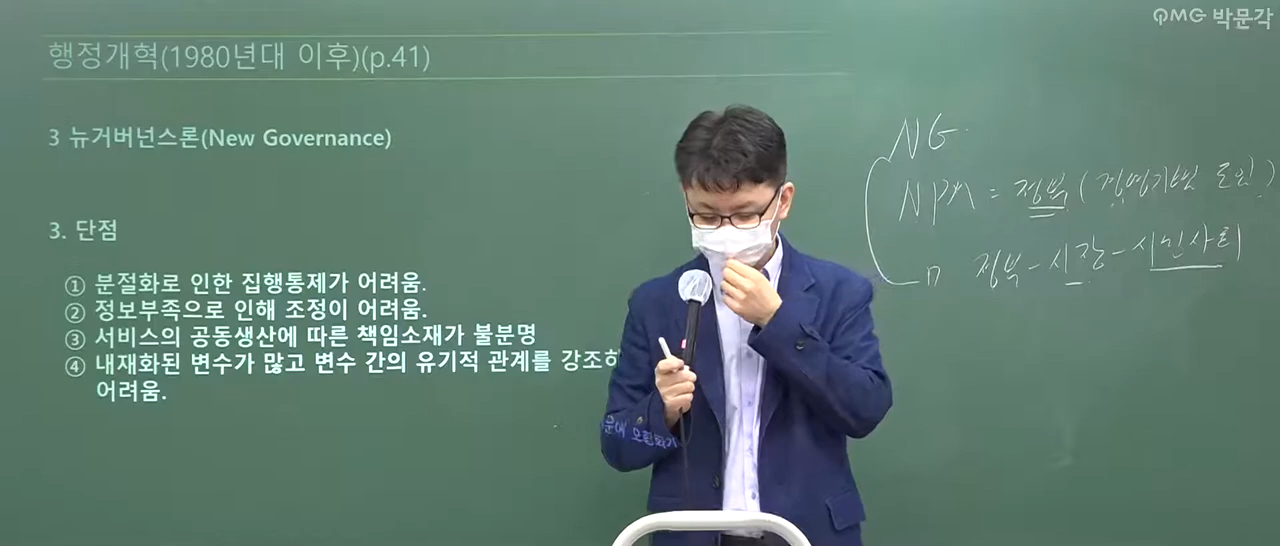 PMG 박문각
행정개혁(1980년대 이후)(p.41)
3 뉴거버넌스론(New Governance)
3. 단점
① 분절화로 인한 집행통제가 어려움.
② 정보부족으로 인해 조정이 어려움.
③ 서비스의 공동생산에 따른 책임소재가 불분명
④ 내재화된 변수가 많고 변수 간의 유기적 관계를 강조하
어려움.
NG
NPM = 정부 (경영기법 도입)
정부 - 시장 - 시민사회